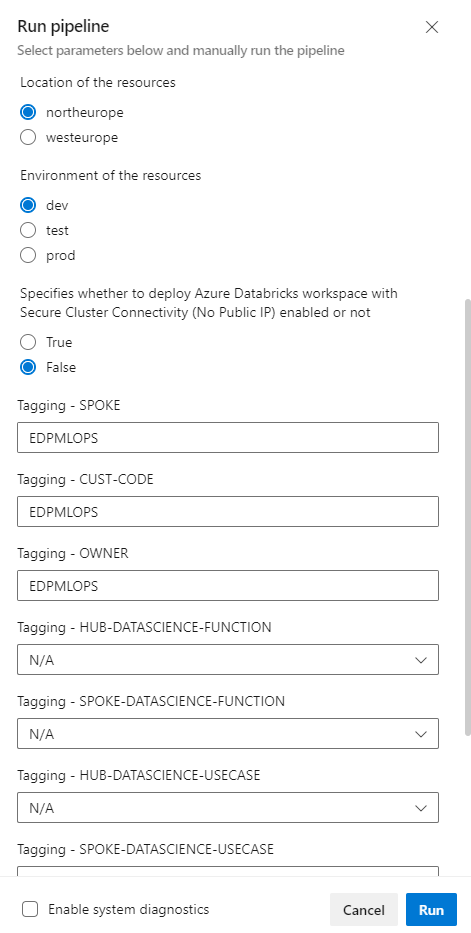 Run pipeline
Select parameters below and manually run the pipeline
Location of the resources
northeurope
westeurope
Environment of the resources
dev
test
prod
Specifies whether to deploy Azure Databricks workspace with
Secure Cluster Connectivity (No Public IP) enabled or not
True
False
Tagging - SPOKE
EDPMLOPS
Tagging - CUST-CODE
EDPMLOPS
Tagging - OWNER
EDPMLOPS
Tagging - HUB-DATASCIENCE-FUNCTION
N/A
Tagging - SPOKE-DATASCIENCE-FUNCTION
N/A
Tagging - HUB-DATASCIENCE-USECASE
N/A
Tagging - SPOKE-DATASCIENCE-USECASE
Enable system diagnostics
Cancel
Run